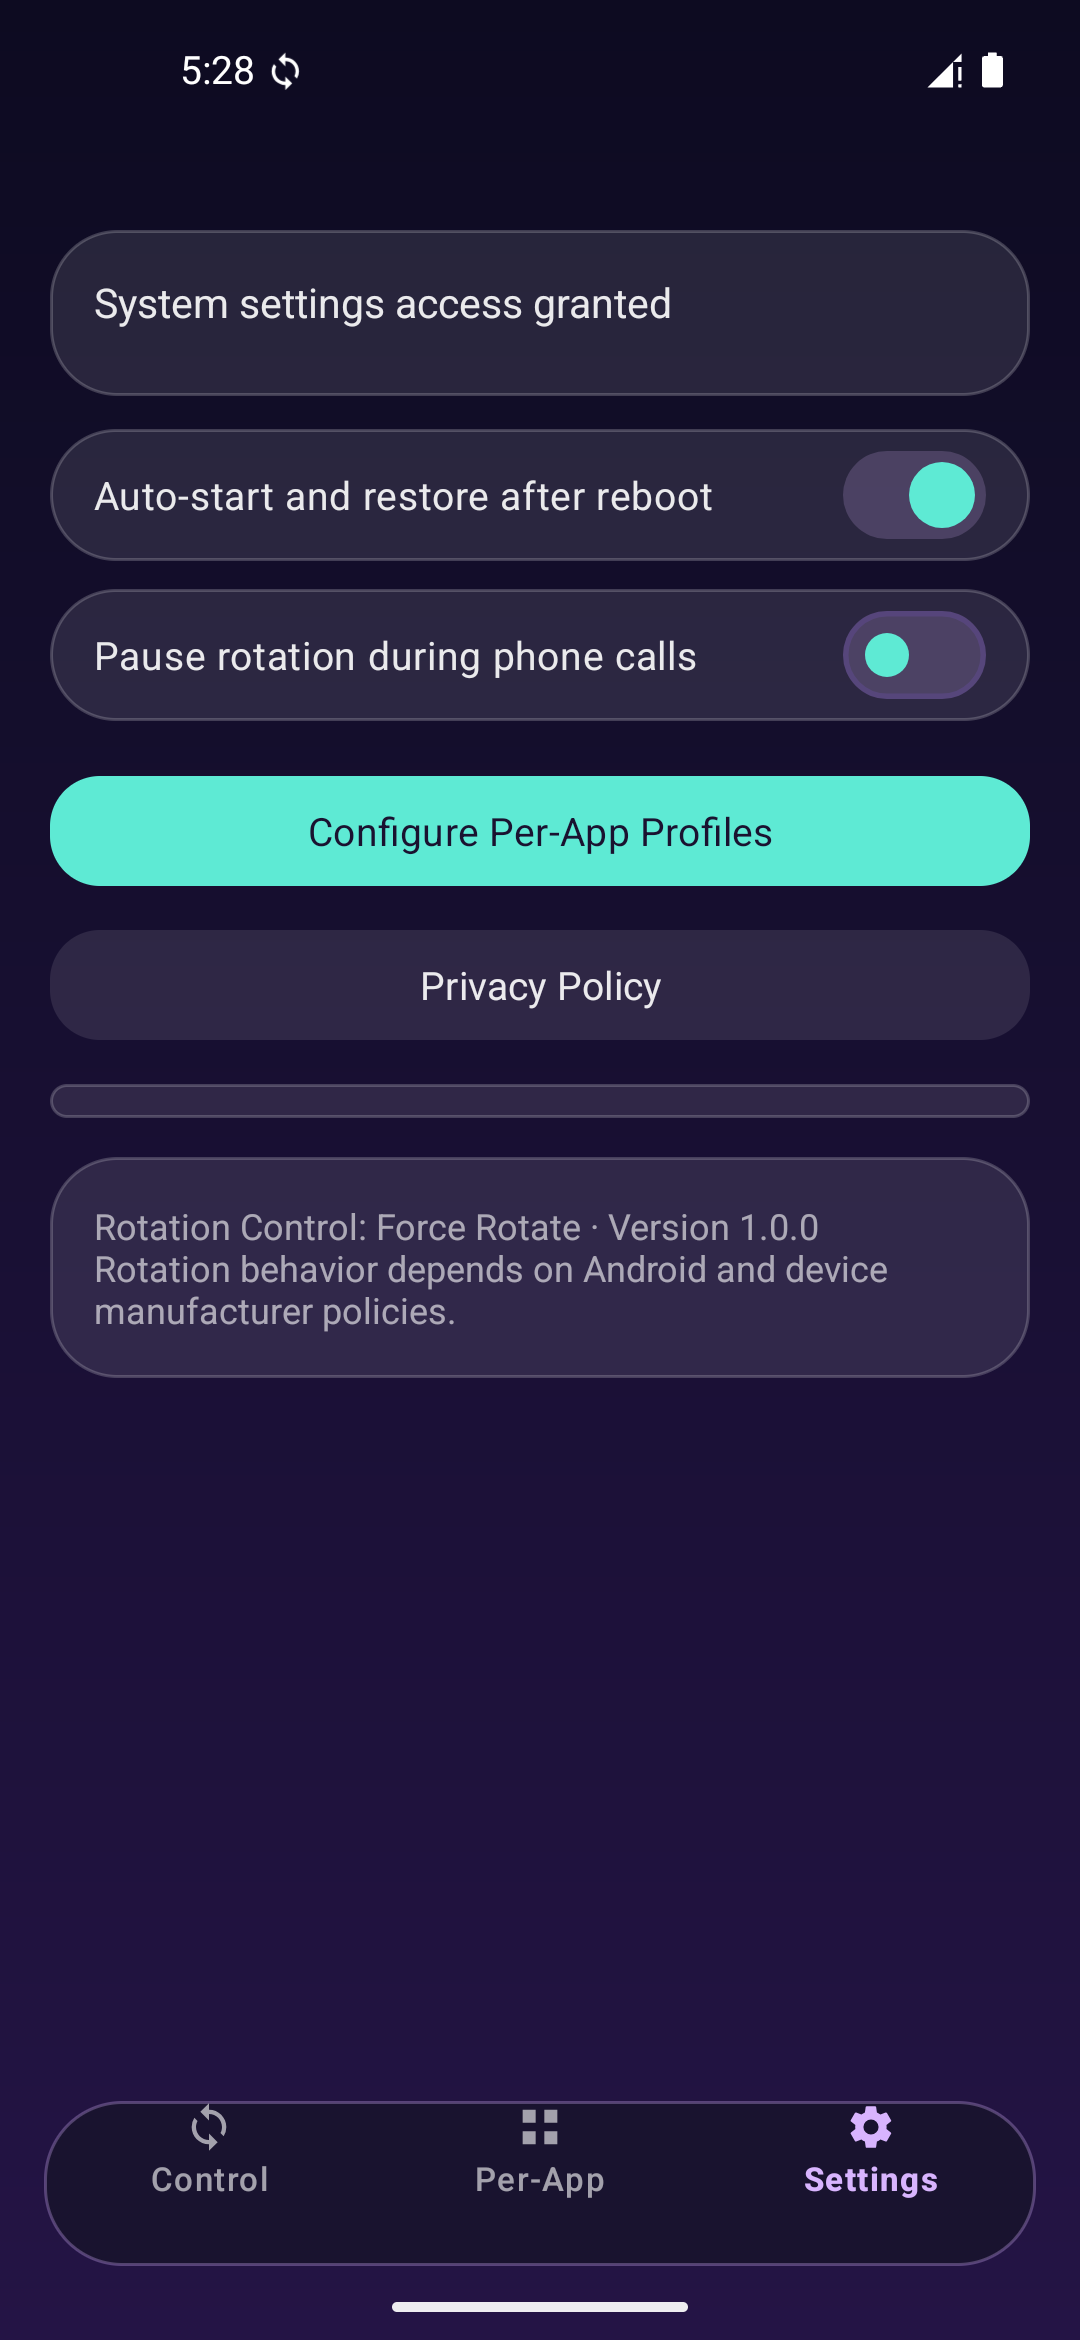 5:28
System settings access granted
Auto-start and restore after reboot
Pause rotation during phone calls
Configure Per-App Profiles
Privacy Policy
Rotation Control: Force Rotate · Version 1.0.0
Rotation behavior depends on Android and device
manufacturer policies.
Control
Per-App
Settings